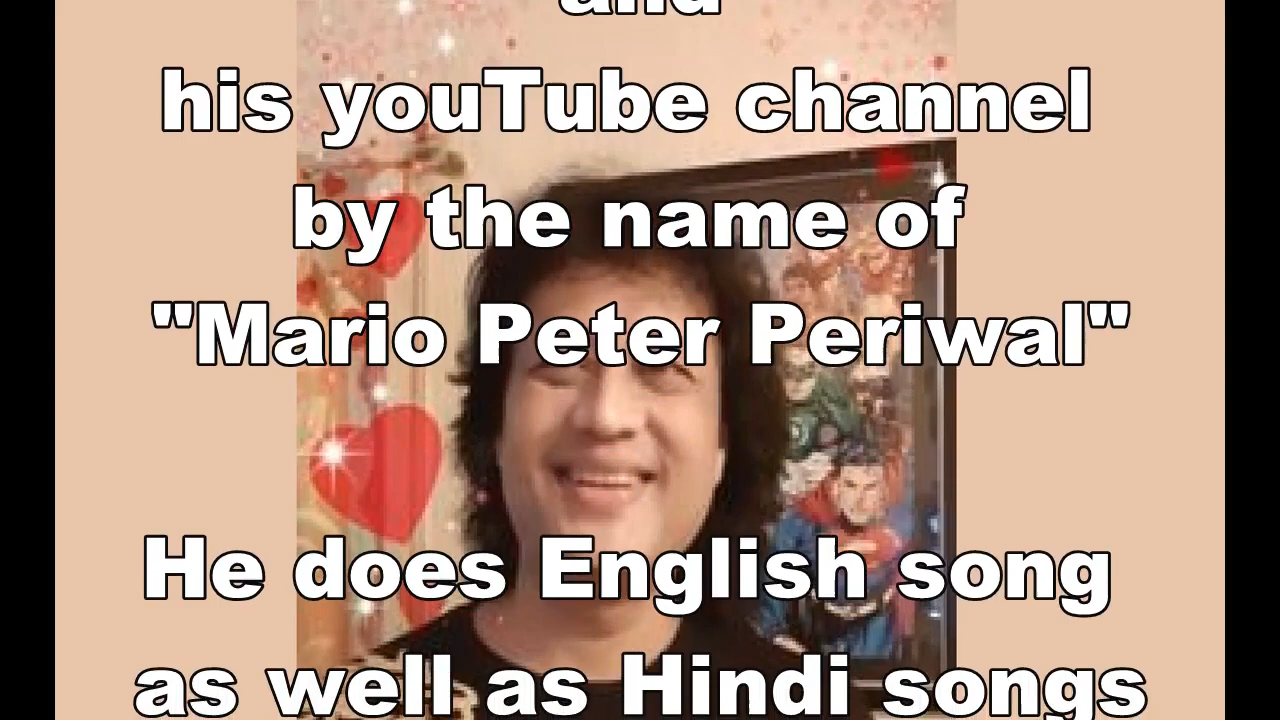 and
his youTube channel
by the name of
"Mario Peter Periwal"
He does English song
as well as Hindi songs